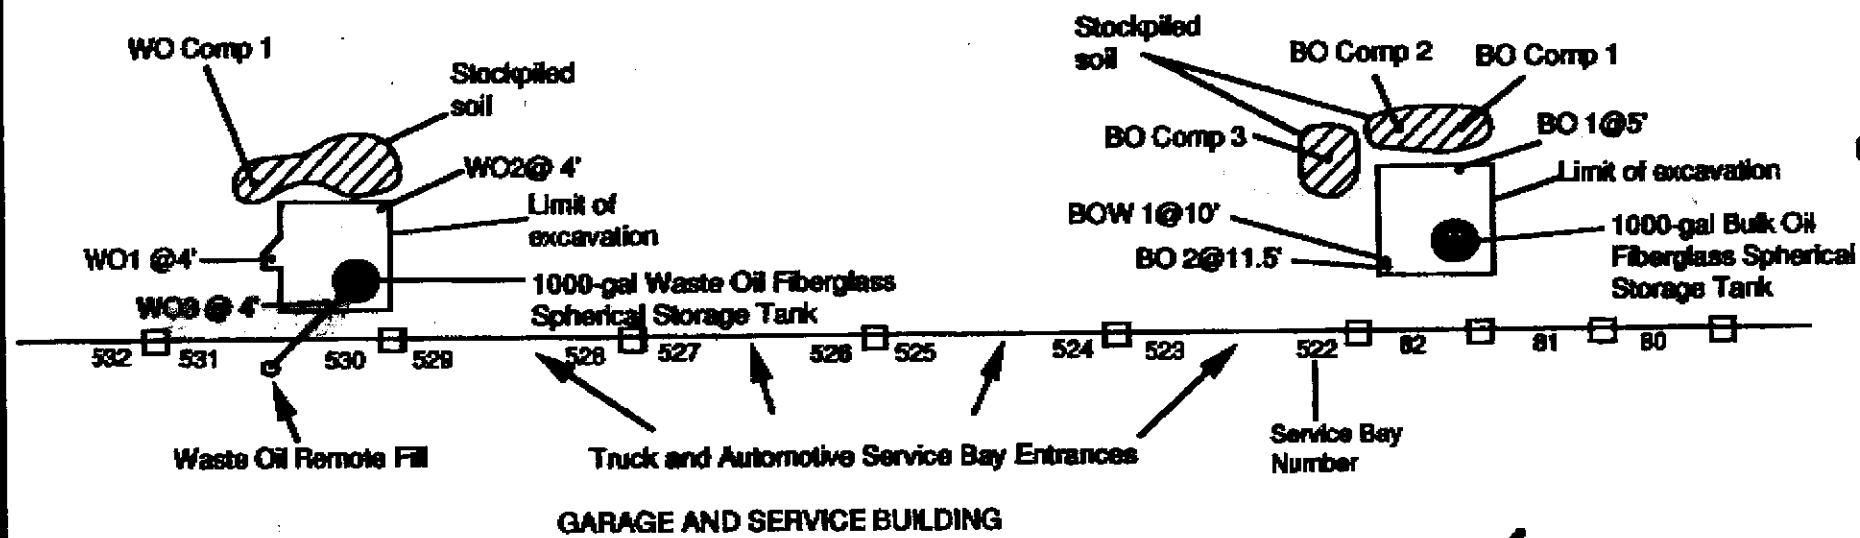 WO Comp 1
Stockpiled
soil
WO2@ 4'
Limit of
excavation
WO1 @4'
1000-gal Waste Oil Fiberglass
Spherical Storage Tank
WO3 @ 4'
Stockpiled
soil
BO Comp 2
BO Comp 1
BO Comp 3
BO 1@5'
Limit of excavation
BOW 1@10'
1000-gal Bulk Oil
Fiberglass Spherical
Storage Tank
BO 2@11.5'
532 531 530 529 528 527 526 525 524 523 522 82 81 80
Waste Oil Remote Fill
Truck and Automotive Service Bay Entrances
Service Bay
Number
GARAGE AND SERVICE BUILDING